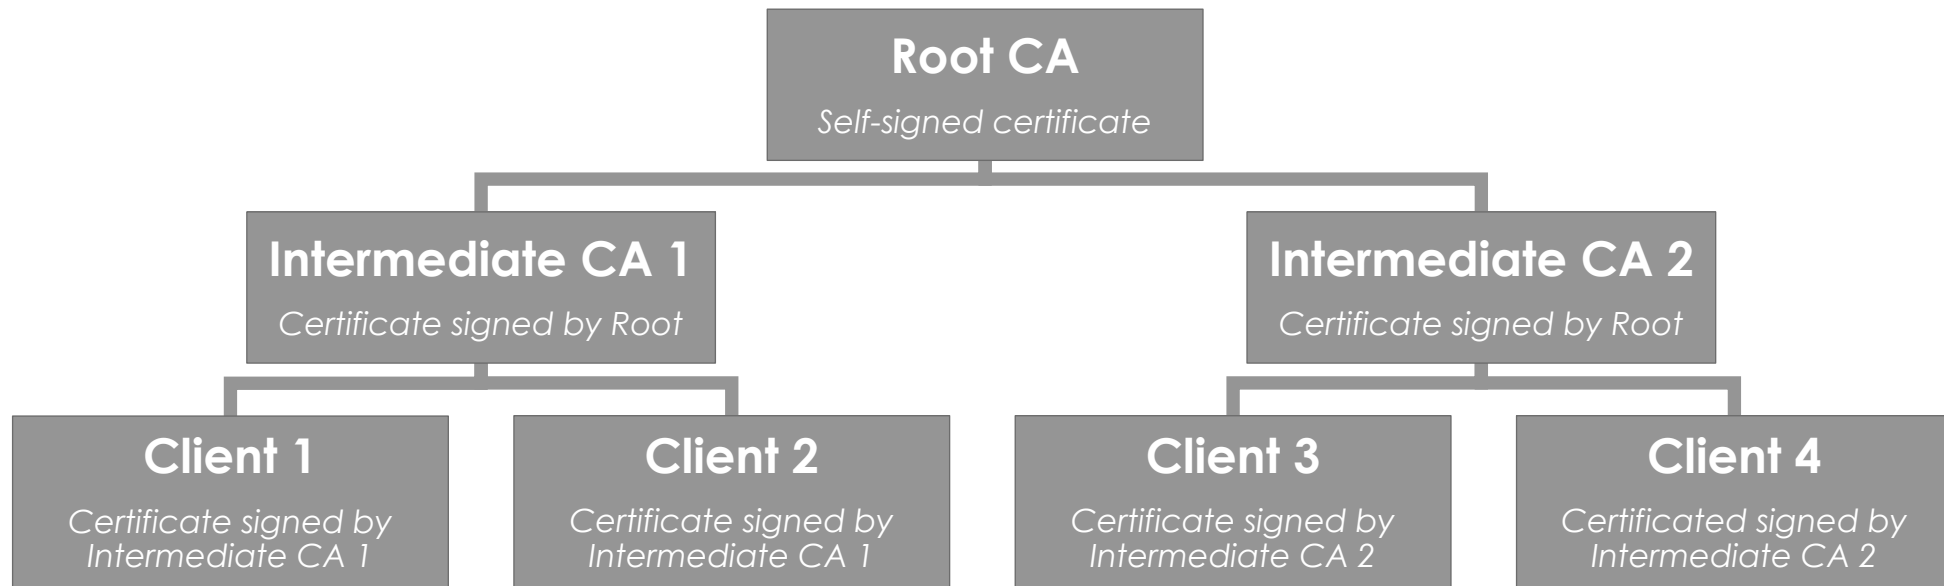 Root CA
Self-signed certificate
Intermediate CA 1
Certificate signed by Root
Intermediate CA 2
Certificate signed by Root
Client 1
Certificate signed by
Intermediate CA 1
Client 2
Certificate signed by
Intermediate CA 1
Client 3
Certificate signed by
Intermediate CA 2
Client 4
Certificated signed by
Intermediate CA 2